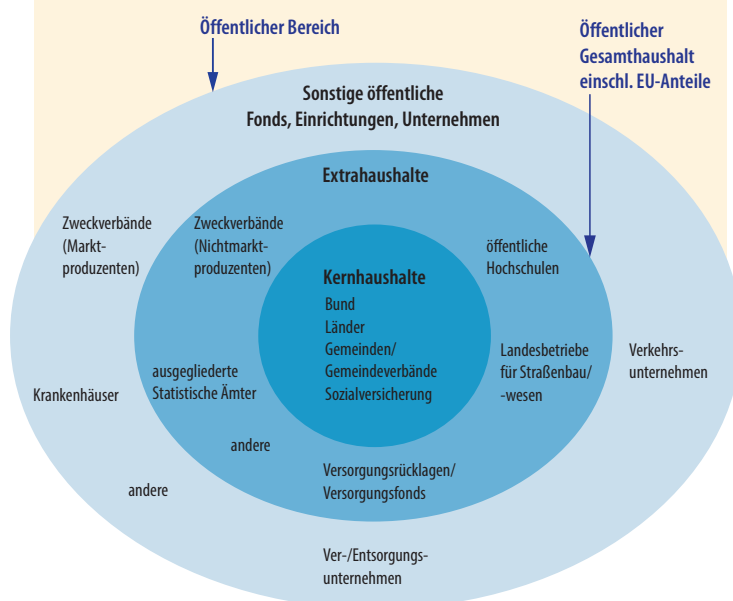 Öffentlicher Bereich
Öffentlicher
Gesamthaushalt
einschl. EU-Anteile
Sonstige öffentliche
Fonds, Einrichtungen, Unternehmen
Extrahaushalte
Zweckverbände
(Markt-
produzenten)
Zweckverbände
(Nichtmarkt-
produzenten)
öffentliche
Hochschulen
Kernhaushalte
Bund
Länder
Gemeinden/
Gemeindeverbände
Sozialversicherung
Landesbetriebe
für Straßenbau/
-wesen
Verkehrs-
unternehmen
ausgegliederte
Statistische Ämter
Krankenhäuser
andere
andere
Versorgungsrücklagen/
Versorgungsfonds
Ver-/Entsorgungs-
unternehmen